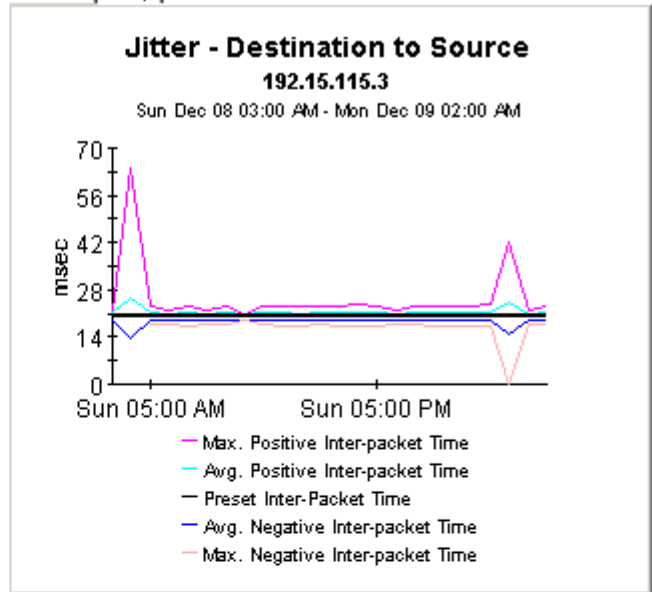 Jitter - Destination to Source
192.15.115.3
Sun Dec 08 03:00 AM - Mon Dec 09 02:00 AM
70
56
42
28
14
0
msec
Sun 05:00 AM Sun 05:00 PM
Max. Positive Inter-packet Time
Avg. Positive Inter-packet Time
Preset Inter-Packet Time
Avg. Negative Inter-packet Time
Max. Negative Inter-packet Time